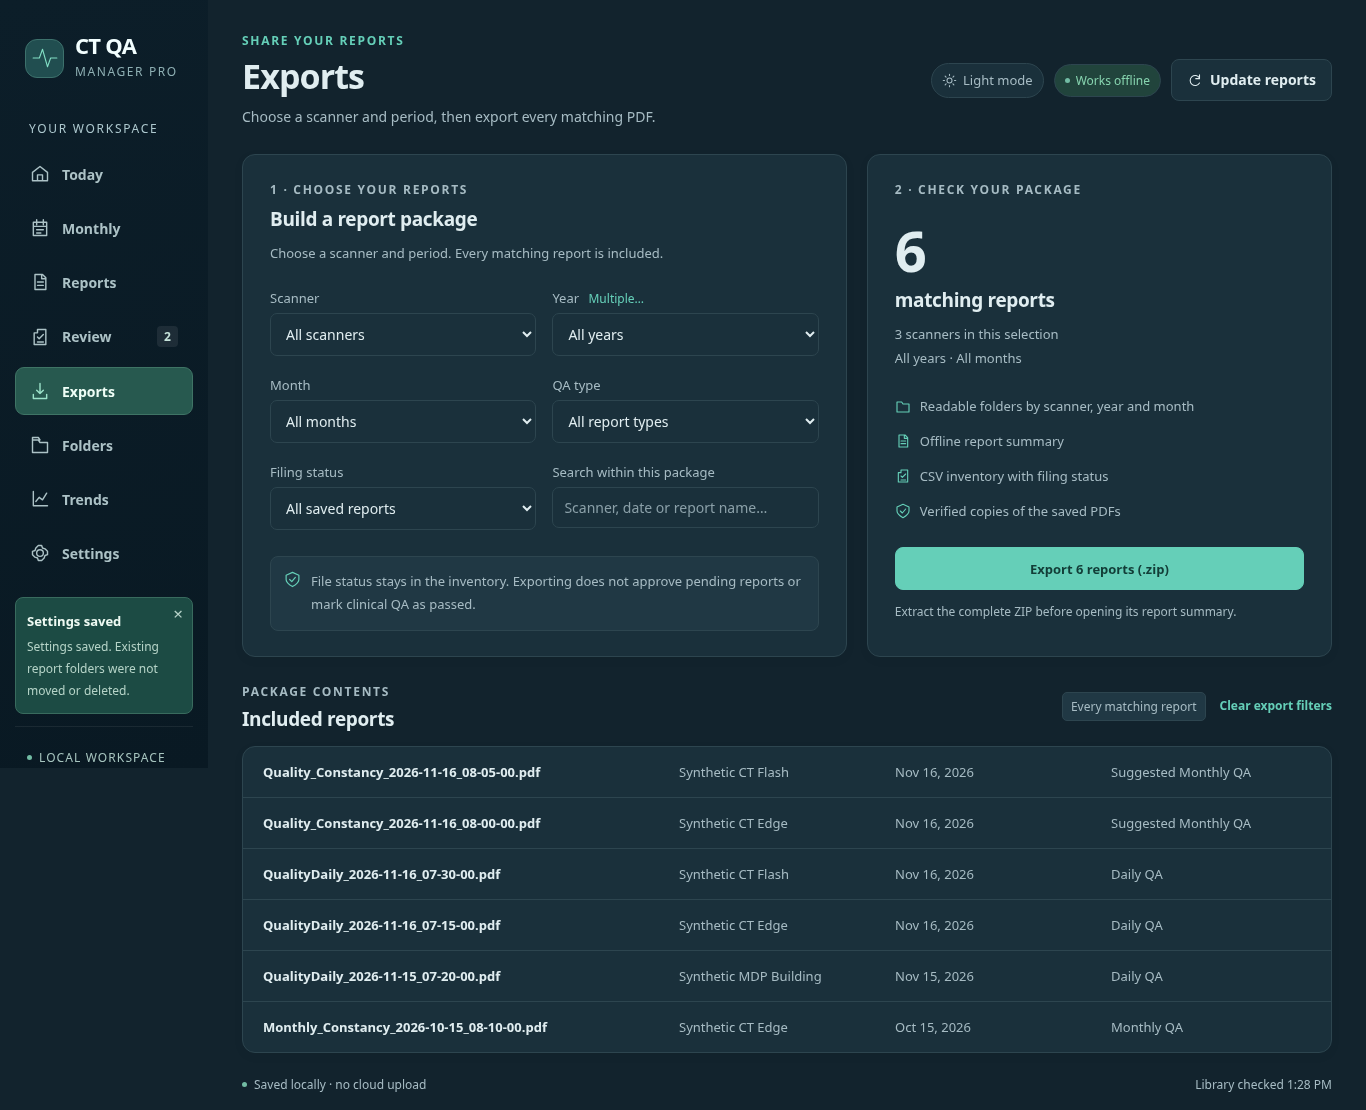 CT QA
MANAGER PRO
YOUR WORKSPACE
Today
Monthly
Reports
Review 2
Exports
Folders
Trends
Settings
Settings saved ×
Settings saved. Existing
report folders were not
moved or deleted.
LOCAL WORKSPACE
SHARE YOUR REPORTS
Exports
Choose a scanner and period, then export every matching PDF.
Light mode
Works offline
Update reports
1 · CHOOSE YOUR REPORTS
Build a report package
Choose a scanner and period. Every matching report is included.
Scanner
All scanners
Year Multiple...
All years
Month
All months
QA type
All report types
Filing status
All saved reports
Search within this package
Scanner, date or report name...
File status stays in the inventory. Exporting does not approve pending reports or
mark clinical QA as passed.
2 · CHECK YOUR PACKAGE
6
matching reports
3 scanners in this selection
All years · All months
Readable folders by scanner, year and month
Offline report summary
CSV inventory with filing status
Verified copies of the saved PDFs
Export 6 reports (.zip)
Extract the complete ZIP before opening its report summary.
PACKAGE CONTENTS
Included reports
Every matching report
Clear export filters
Quality_Constancy_2026-11-16_08-05-00.pdf Synthetic CT Flash Nov 16, 2026 Suggested Monthly QA
Quality_Constancy_2026-11-16_08-00-00.pdf Synthetic CT Edge Nov 16, 2026 Suggested Monthly QA
QualityDaily_2026-11-16_07-30-00.pdf Synthetic CT Flash Nov 16, 2026 Daily QA
QualityDaily_2026-11-16_07-15-00.pdf Synthetic CT Edge Nov 16, 2026 Daily QA
QualityDaily_2026-11-15_07-20-00.pdf Synthetic MDP Building Nov 15, 2026 Daily QA
Monthly_Constancy_2026-10-15_08-10-00.pdf Synthetic CT Edge Oct 15, 2026 Monthly QA
Saved locally · no cloud upload
Library checked 1:28 PM